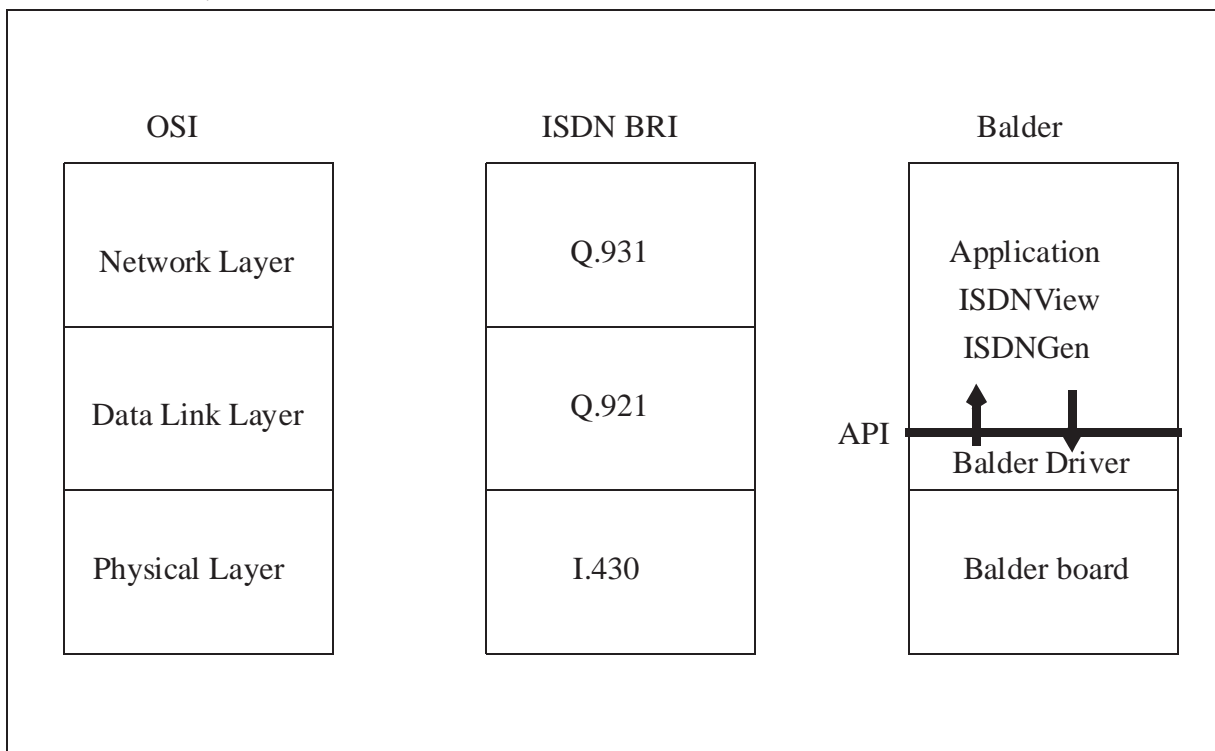 OSI
ISDN BRI
Balder
Network Layer
Q.931
Application
ISDNView
ISDNGen
Data Link Layer
Q.921
API
Balder Driver
Physical Layer
I.430
Balder board